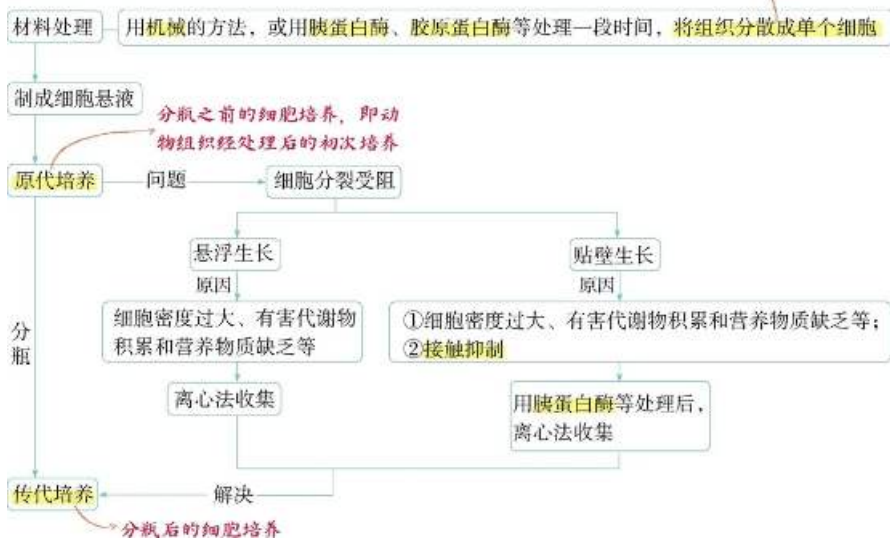 材料处理
用机械的方法，或用胰蛋白酶、胶原蛋白酶等处理一段时间，将组织分散成单个细胞
制成细胞悬液
分瓶之前的细胞培养，即动
物组织经处理后的初次培养
原代培养
问题
细胞分裂受阻
悬浮生长
贴壁生长
原因
原因
细胞密度过大、有害代谢物
积累和营养物质缺乏等
①细胞密度过大、有害代谢物积累和营养物质缺乏等；
②接触抑制
分瓶
离心法收集
用胰蛋白酶等处理后，
离心法收集
传代培养
解决
分瓶后的细胞培养